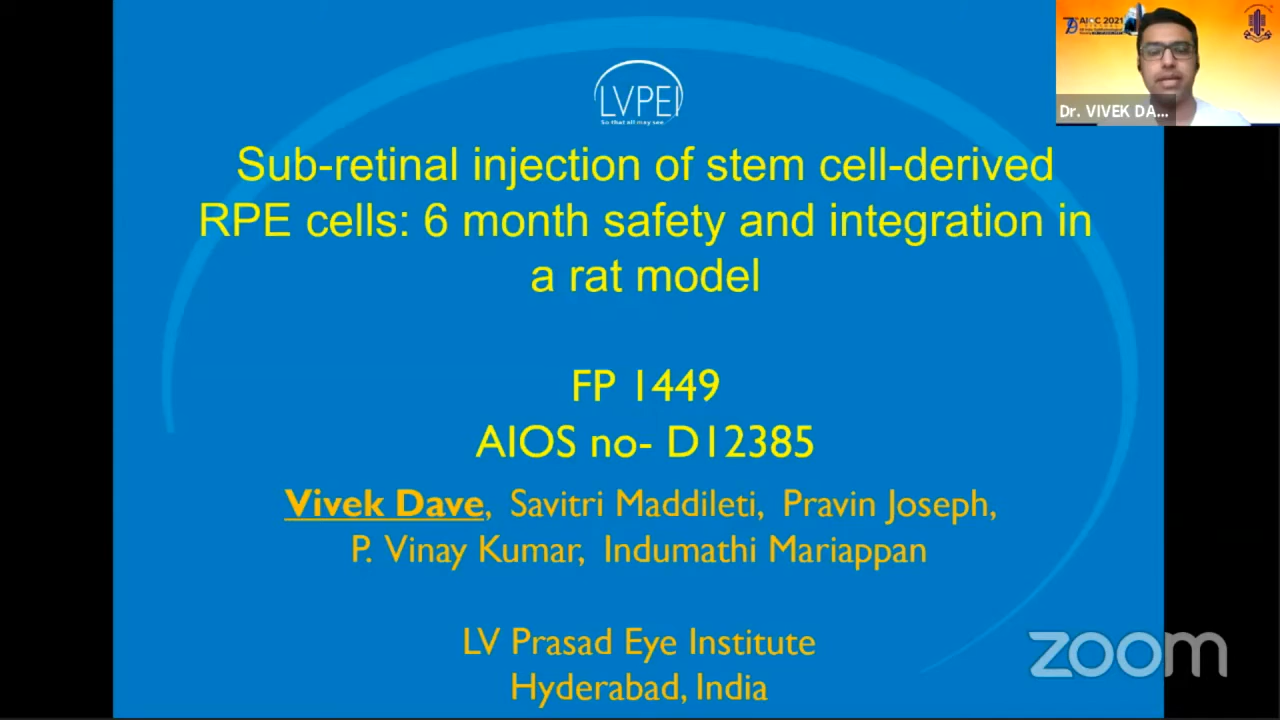 LVPEI
So that all may see
Sub-retinal injection of stem cell-derived
RPE cells: 6 month safety and integration in
a rat model
FP 1449
AIOS no- D12385
Vivek Dave, Savitri Maddileti, Pravin Joseph,
P. Vinay Kumar, Indumathi Mariappan
LV Prasad Eye Institute
Hyderabad, India
AIOC 2021
Dr. VIVEK DA...
zoom